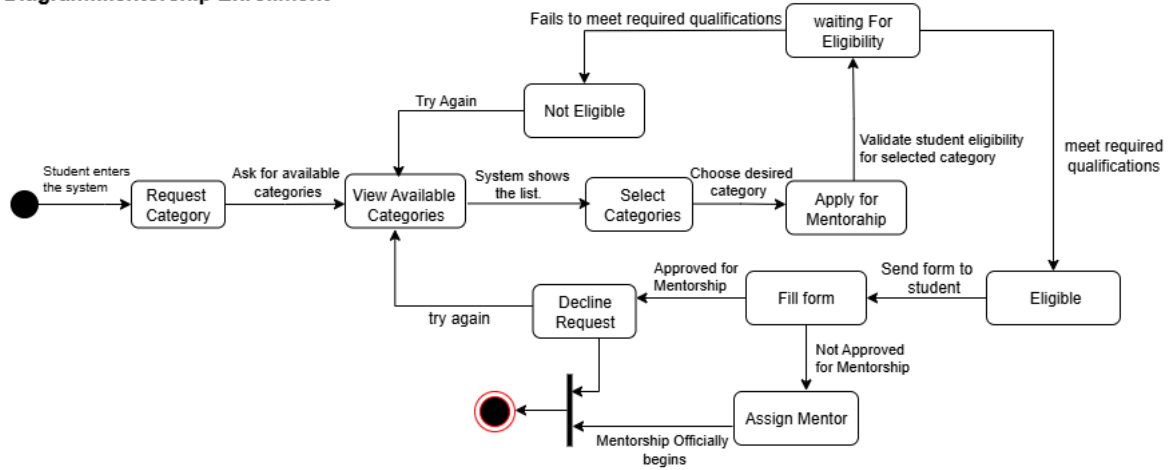 Fails to meet required qualifications
waiting For
Eligibility
Not Eligible
Try Again
Validate student eligibility
for selected category
meet required
qualifications
Student enters
the system
Request
Category
Ask for available
categories
View Available
Categories
System shows
the list.
Select
Categories
Choose desired
category
Apply for
Mentorahip
Approved for
Mentorship
Decline
Request
try again
Fill form
Send form to
student
Eligible
Not Approved
for Mentorship
Assign Mentor
Mentorship Officially
begins